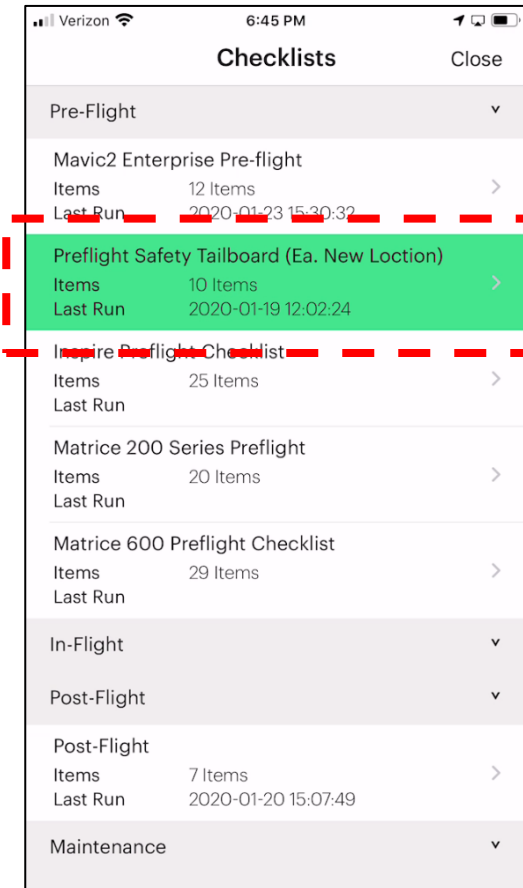 Verizon 6:45 PM
Checklists Close
Pre-Flight
Mavic2 Enterprise Pre-flight
Items 12 Items
Last Run 2020-01-23 15:30:32
Preflight Safety Tailboard (Ea. New Loction)
Items 10 Items
Last Run 2020-01-19 12:02:24
Inspire Preflight Checklist
Items 25 Items
Last Run
Matrice 200 Series Preflight
Items 20 Items
Last Run
Matrice 600 Preflight Checklist
Items 29 Items
Last Run
In-Flight
Post-Flight
Post-Flight
Items 7 Items
Last Run 2020-01-20 15:07:49
Maintenance